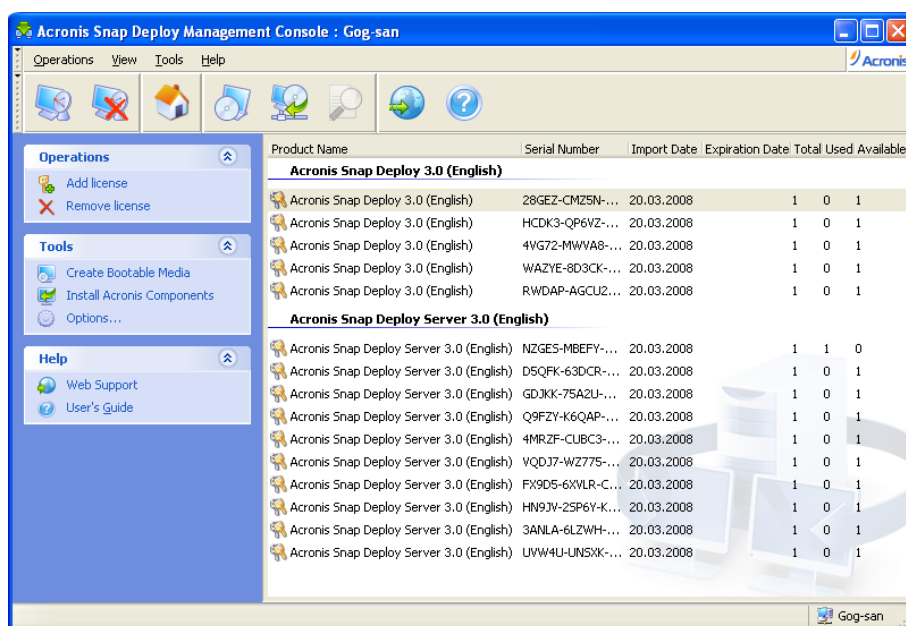 Acronis Snap Deploy Management Console : Gog-san
Operations View Tools Help
Acronis
Operations
Add license
Remove license
Tools
Create Bootable Media
Install Acronis Components
Options...
Help
Web Support
User's Guide
Product Name Serial Number Import Date Expiration Date Total Used Available
Acronis Snap Deploy 3.0 (English)
Acronis Snap Deploy 3.0 (English) 28GEZ-CMZ5N-... 20.03.2008 1 0 1
Acronis Snap Deploy 3.0 (English) HCDK3-QP6VZ-... 20.03.2008 1 0 1
Acronis Snap Deploy 3.0 (English) 4VG72-MWVA8-... 20.03.2008 1 0 1
Acronis Snap Deploy 3.0 (English) WAZYE-8D3CK-... 20.03.2008 1 0 1
Acronis Snap Deploy 3.0 (English) RWDAP-AGCU2... 20.03.2008 1 0 1
Acronis Snap Deploy Server 3.0 (English)
Acronis Snap Deploy Server 3.0 (English) NZGES-MBEFY-... 20.03.2008 1 1 0
Acronis Snap Deploy Server 3.0 (English) D5QFK-63DCR-... 20.03.2008 1 0 1
Acronis Snap Deploy Server 3.0 (English) GDJKK-75A2U-... 20.03.2008 1 0 1
Acronis Snap Deploy Server 3.0 (English) Q9FZY-K6QAP-... 20.03.2008 1 0 1
Acronis Snap Deploy Server 3.0 (English) 4MRZF-CUBC3-... 20.03.2008 1 0 1
Acronis Snap Deploy Server 3.0 (English) VQDJ7-WZ775-... 20.03.2008 1 0 1
Acronis Snap Deploy Server 3.0 (English) FX9D5-6XVLR-C... 20.03.2008 1 0 1
Acronis Snap Deploy Server 3.0 (English) HN9JV-2SP6Y-K... 20.03.2008 1 0 1
Acronis Snap Deploy Server 3.0 (English) 3ANLA-6LZWH-... 20.03.2008 1 0 1
Acronis Snap Deploy Server 3.0 (English) UVW4U-UNSXK-... 20.03.2008 1 0 1
Gog-san